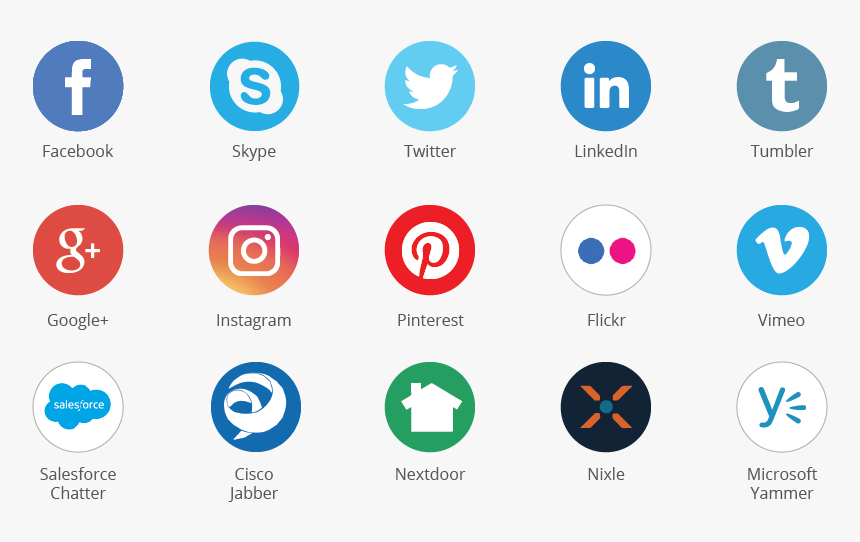 Facebook
Skype
Twitter
LinkedIn
Tumbler
Google+
Instagram
Pinterest
Flickr
Vimeo
salesforce
Salesforce
Chatter
Cisco
Jabber
Nextdoor
Nixle
Microsoft
Yammer